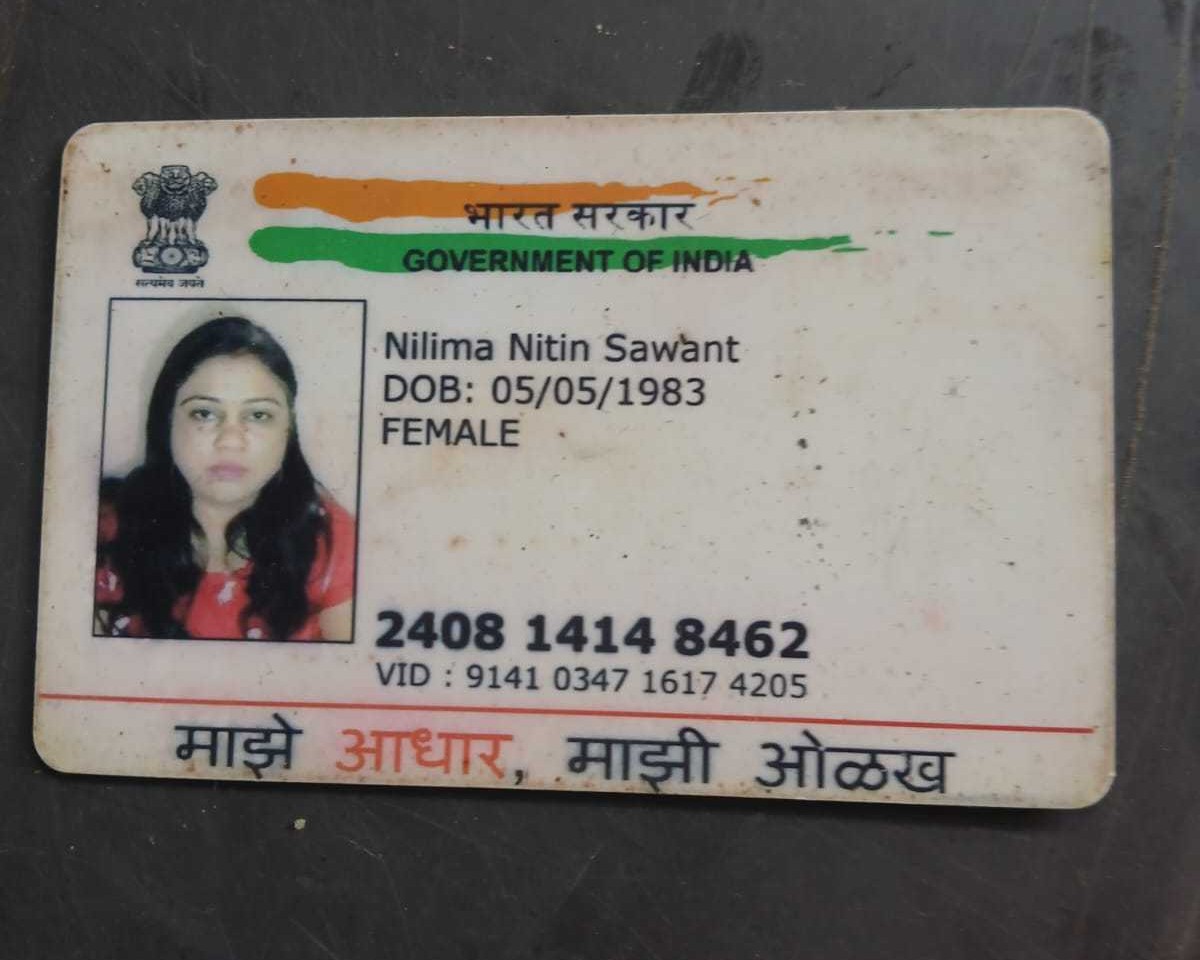 सत्यमेव जयते
भारत सरकार
GOVERNMENT OF INDIA
Nilima Nitin Sawant
DOB: 05/05/1983
FEMALE
2408 1414 8462
VID : 9141 0347 1617 4205
माझे आधार, माझी ओळख